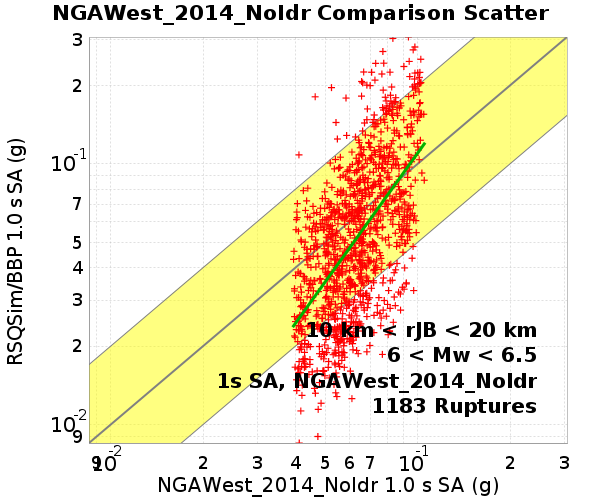 NGAWest_2014_NoIdr Comparison Scatter
RSQSim/BBP 1.0 s SA (g)
3
2
10-1
7
5
4
3
2
10-2
9
10 km < rJB < 20 km
6 < Mw < 6.5
1s SA, NGAWest_2014_NoIdr
1183 Ruptures
9 10-2 2 3 4 5 6 7 10-1 2 3
NGAWest_2014_NoIdr 1.0 s SA (g)